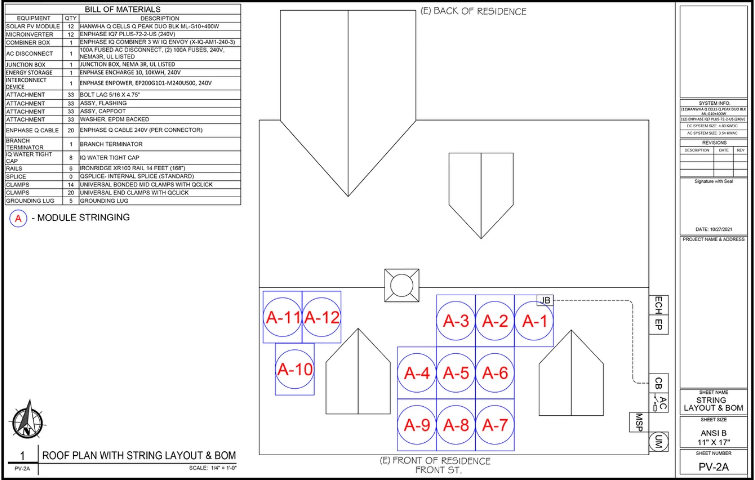 BILL OF MATERIALS
EQUIPMENT QTY DESCRIPTION
SOLAR PV MODULE 12 HANWHA Q.CELLS Q.PEAK DUO BLK ML-G10+400W
MICROINVERTER 12 ENPHASE IQ7 PLUS-72-2-US (240V)
COMBINER BOX 1 ENPHASE IQ COMBINER 3 W/ IQ ENVOY (X-IQ-AM1-240-3)
AC DISCONNECT 1 100A FUSED AC DISCONNECT, (2) 100A FUSES, 240V,
NEMA3R, UL LISTED
JUNCTION BOX 1 JUNCTION BOX, NEMA 3R, UL LISTED
ENERGY STORAGE 1 ENPHASE ENCHARGE 10, 10KWH, 240V
INTERCONNECT
DEVICE 1 ENPHASE ENPOWER, EP200G101-M240US00, 240V
ATTACHMENT 33 BOLT LAG 5/16 X 4.75"
ATTACHMENT 33 ASSY, FLASHING
ATTACHMENT 33 ASSY, CAPFOOT
ATTACHMENT 33 WASHER, EPDM BACKED
ENPHASE Q CABLE 20 ENPHASE Q CABLE 240V (PER CONNECTOR)
BRANCH
TERMINATOR 1 BRANCH TERMINATOR
IQ WATER TIGHT
CAP 8 IQ WATER TIGHT CAP
RAILS 6 IRONRIDGE XR100 RAIL 14 FEET (168")
SPLICE 0 QSPLICE- INTERNAL SPLICE (STANDARD)
CLAMPS 14 UNIVERSAL BONDED MID CLAMPS WITH QCLICK
CLAMPS 20 UNIVERSAL END CLAMPS WITH QCLICK
GROUNDING LUG 5 GROUNDING LUG
A - MODULE STRINGING
(E) BACK OF RESIDENCE
JB
A-11 A-12 A-3 A-2 A-1
A-10 A-4 A-5 A-6
A-9 A-8 A-7
ECH EP
CB
AC
MSP
UM
(E) FRONT OF RESIDENCE
FRONT ST.
1 ROOF PLAN WITH STRING LAYOUT & BOM
PV-2A SCALE: 1/4" = 1'-0"
SYSTEM INFO.
(12)HANWHA Q.CELLS Q.PEAK DUO BLK
ML-G10+400W
(12) ENPHASE IQ7 PLUS-72-2-US (240V)
DC SYSTEM SIZE: 4.80 KWDC
AC SYSTEM SIZE: 3.54 KWAC
REVISIONS
DESCRIPTION DATE REV
Signature with Seal
DATE: 10/27/2021
PROJECT NAME & ADDRESS
SHEET NAME
STRING
LAYOUT & BOM
SHEET SIZE
ANSI B
11" X 17"
SHEET NUMBER
PV-2A